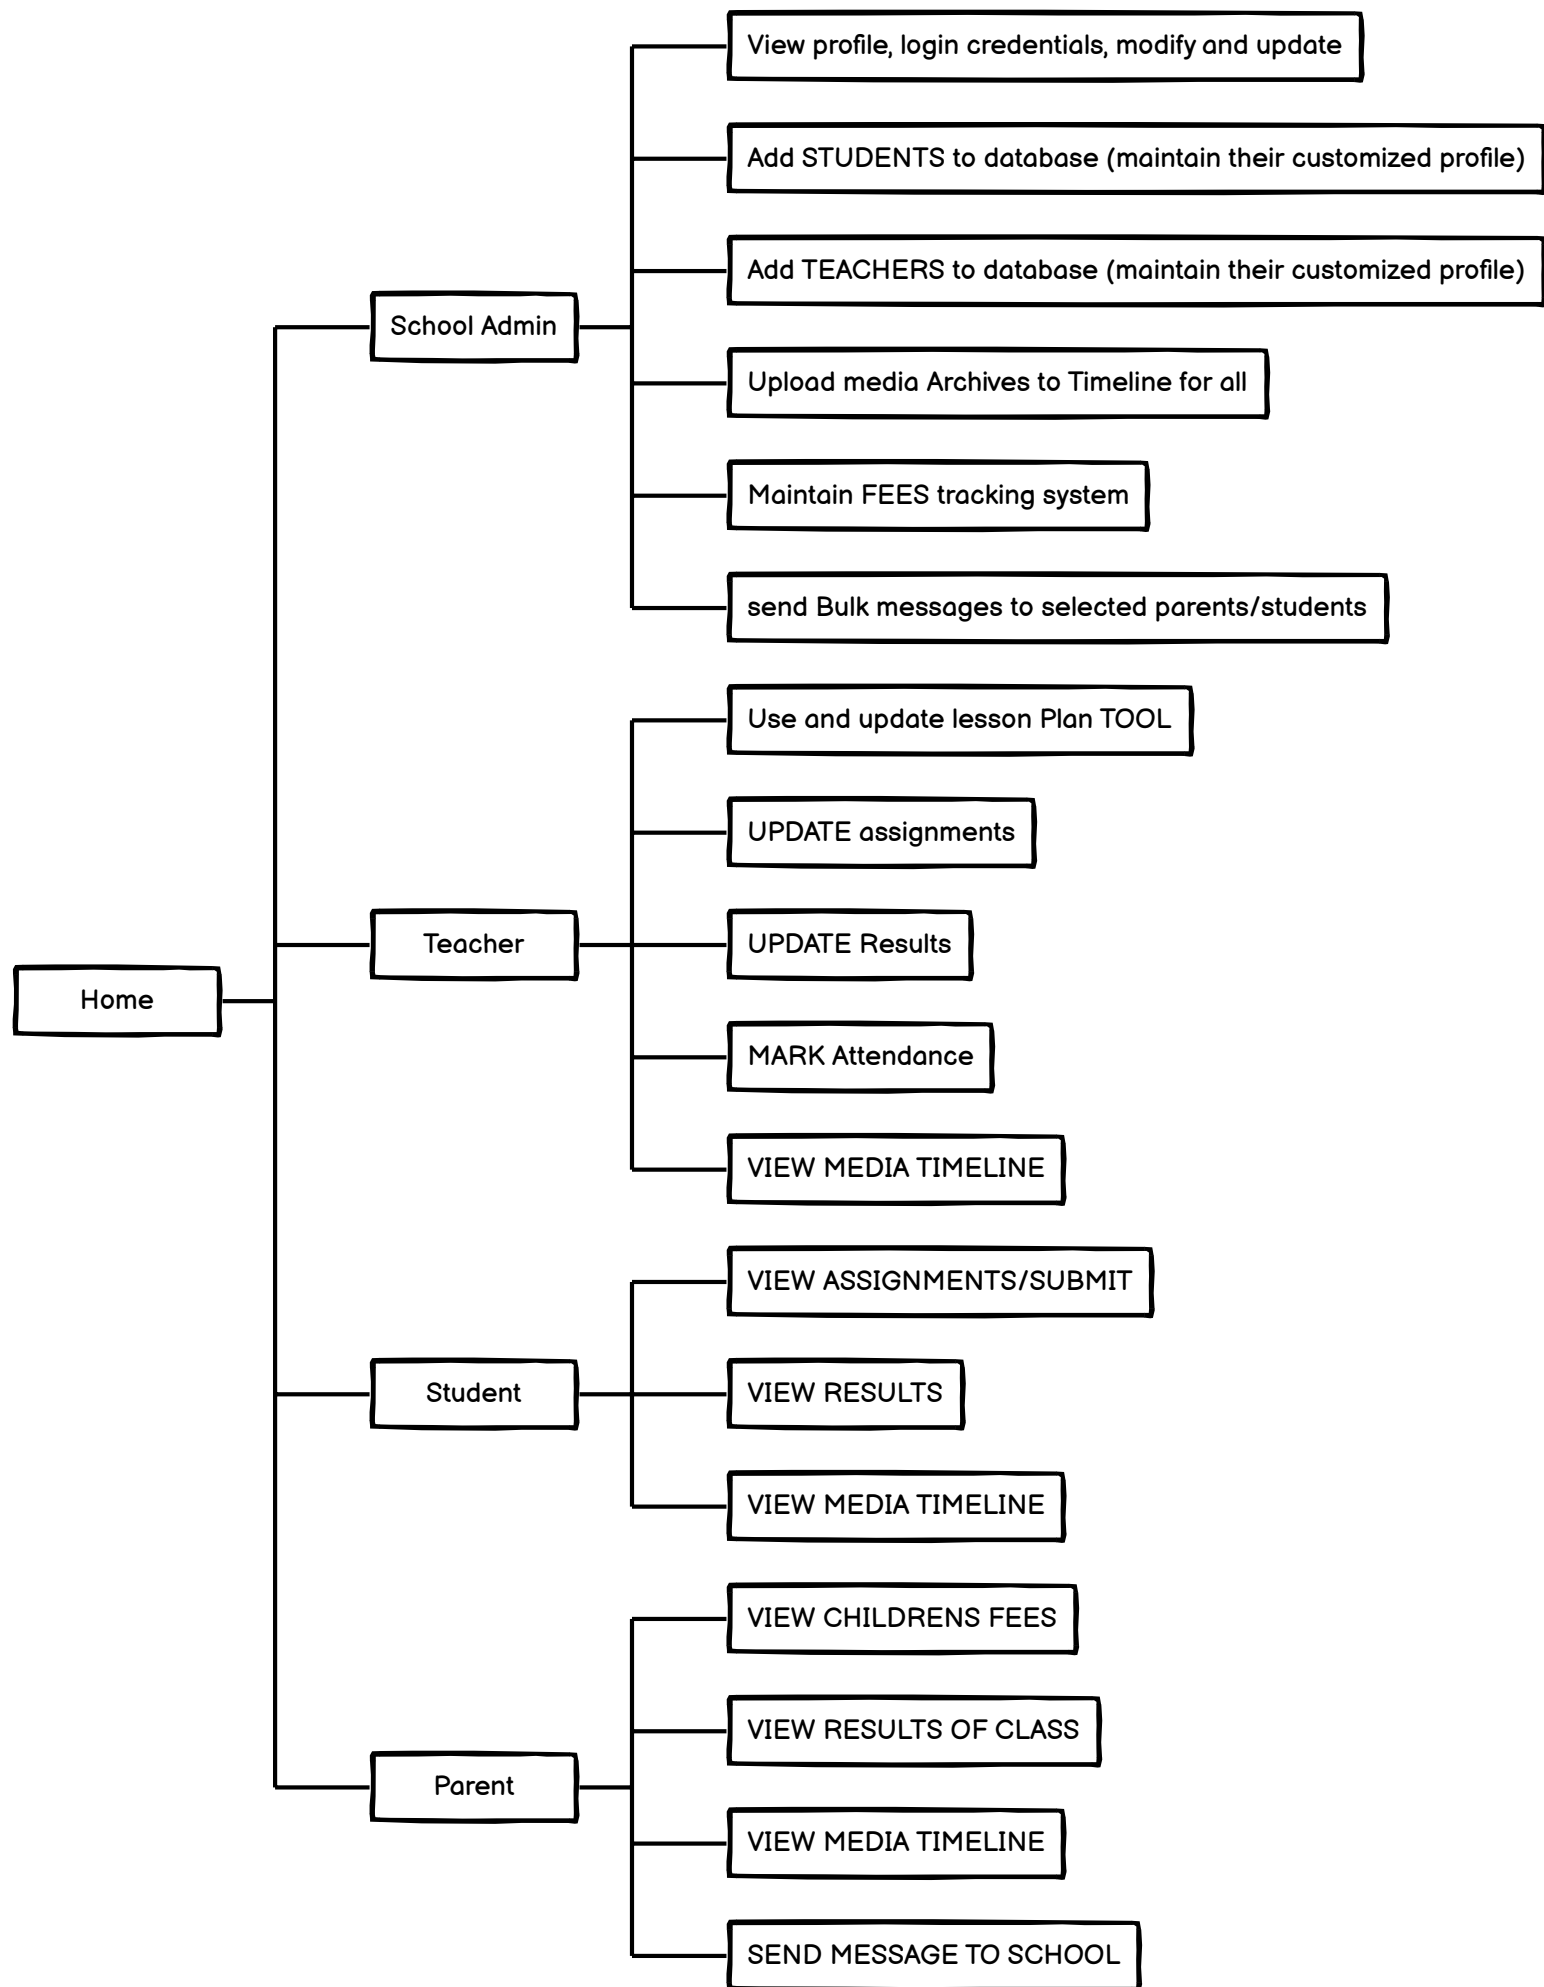 View profile, login credentials, modify and update
Add STUDENTS to database (maintain their customized profile)
Add TEACHERS to database (maintain their customized profile)
School Admin
Upload media Archives to Timeline for all
Maintain FEES tracking system
send Bulk messages to selected parents/students
Use and update lesson Plan TOOL
UPDATE assignments
Teacher
UPDATE Results
Home
MARK Attendance
VIEW MEDIA TIMELINE
VIEW ASSIGNMENTS/SUBMIT
Student
VIEW RESULTS
VIEW MEDIA TIMELINE
VIEW CHILDRENS FEES
VIEW RESULTS OF CLASS
Parent
VIEW MEDIA TIMELINE
SEND MESSAGE TO SCHOOL